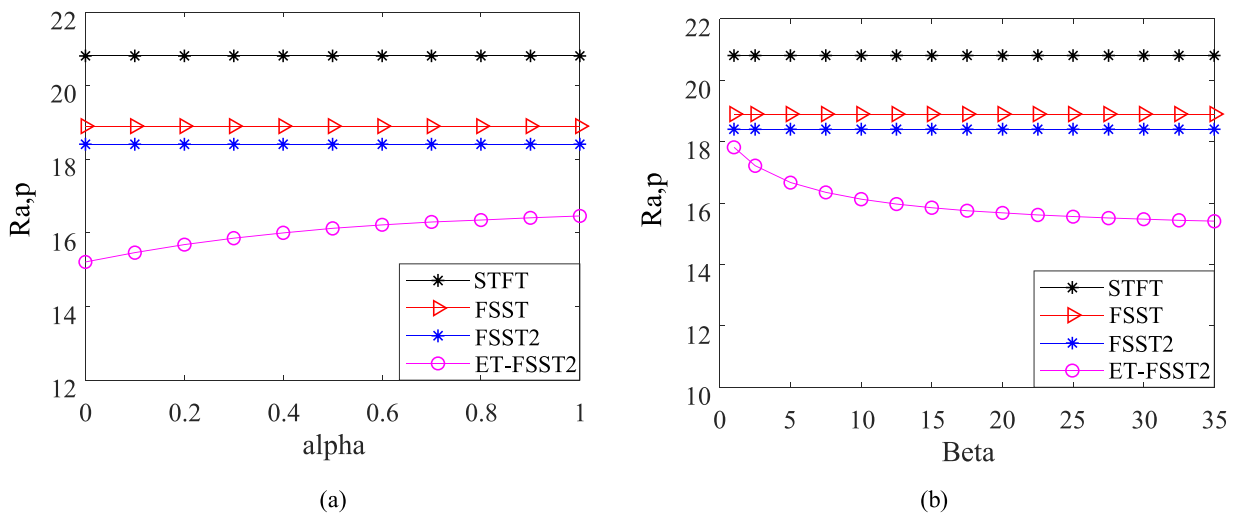 22
20
18
16
14
12
Ra,p
STFT
FSST
FSST2
ET-FSST2
0 0.2 0.4 0.6 0.8 1
alpha
(a)
22
20
18
16
14
12
10
Ra,p
STFT
FSST
FSST2
ET-FSST2
0 5 10 15 20 25 30 35
Beta
(b)